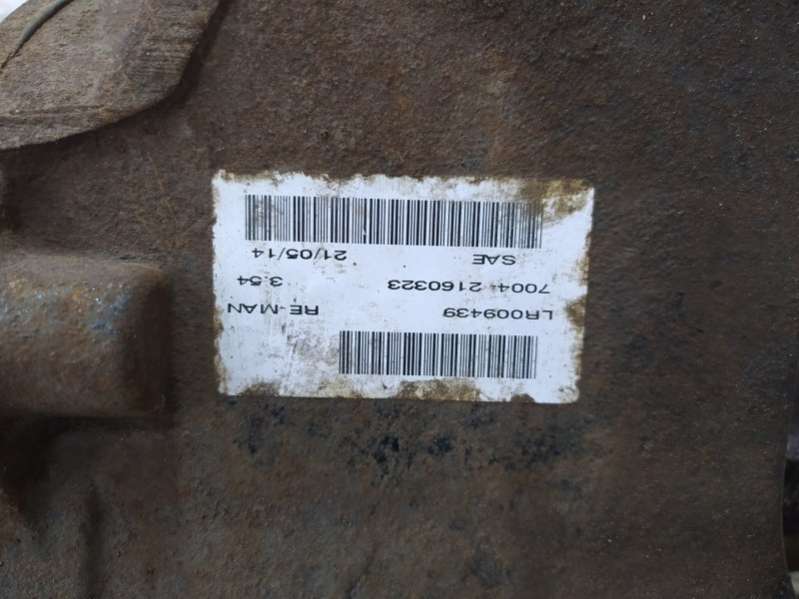 LR009439 RE-MAN
7004-2160323 3.54
SAE 21/05/14